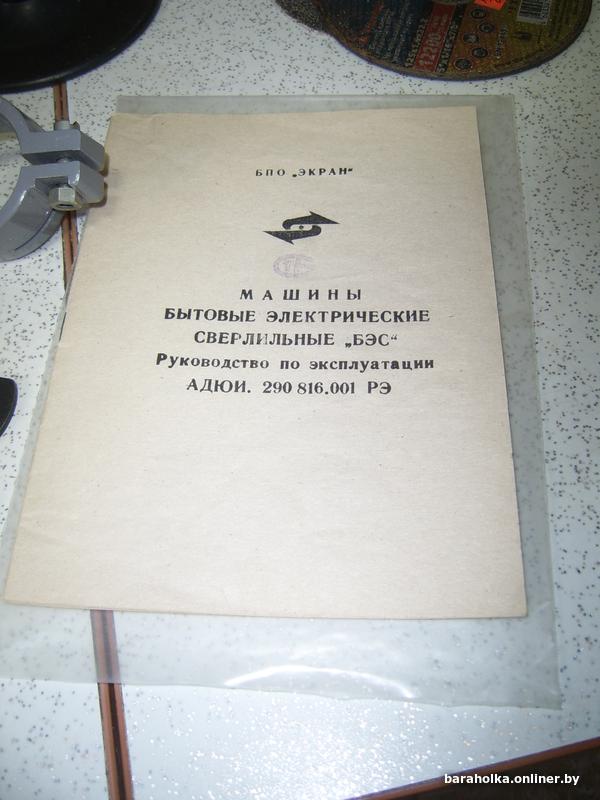 БПО „ЭКРАН“
МАШИНЫ
БЫТОВЫЕ ЭЛЕКТРИЧЕСКИЕ
СВЕРЛИЛЬНЫЕ „БЭС“
Руководство по эксплуатации
АДЮИ. 290 816.001 РЭ
baraholka.onliner.by